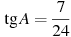 tgA = 7/24